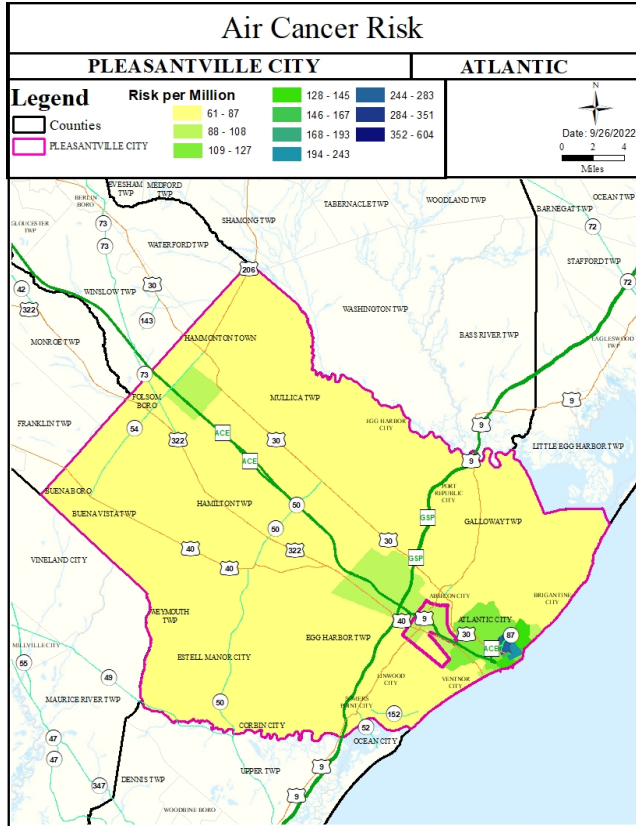 Air Cancer Risk
PLEASANTVILLE CITY
ATLANTIC
Legend
Counties
PLEASANTVILLE CITY
Risk per Million
61 - 87
88 - 108
109 - 127
128 - 145
146 - 167
168 - 193
194 - 243
244 - 283
284 - 351
352 - 604
N
Date: 9/26/2022
0 2 4
Miles
EVESHAM TWP
MEDFORD TWP
BERLIN BORO
GLOUCESTER TWP
SHAMONG TWP
TABERNACLE TWP
WOODLAND TWP
OCEAN TWP
BARNEGAT TWP
72
73
WATERFORD TWP
73
STAFFORD TWP
206
30
72
42
WINSLOW TWP
322
WASHINGTON TWP
143
BASS RIVER TWP
HAMMONTON TOWN
MONROE TWP
73
FOLSOM BORO
MULLICA TWP
9
9
FRANKLIN TWP
54
322
ACE
30
EGG HARBOR CITY
LITTLE EGG HARBOR TWP
ACE
9
BUENA BORO
PORT REPUBLIC CITY
BUENA VISTA TWP
HAMILTON TWP
50
GSP
GALLOWAY TWP
50
30
40
322
GSP
VINELAND CITY
40
ABSECON CITY
BRIGANTINE CITY
WEYMOUTH TWP
40
9
ATLANTIC CITY
30
87
MILLVILLE CITY
EGG HARBOR TWP
ACE
55
ESTELL MANOR CITY
49
LINWOOD CITY
VENTNOR CITY
MAURICE RIVER TWP
50
SOMERS POINT CITY
152
CORBIN CITY
52
OCEAN CITY
47
47
UPPER TWP
9
DENNIS TWP
347
9
WOODBINE BORO